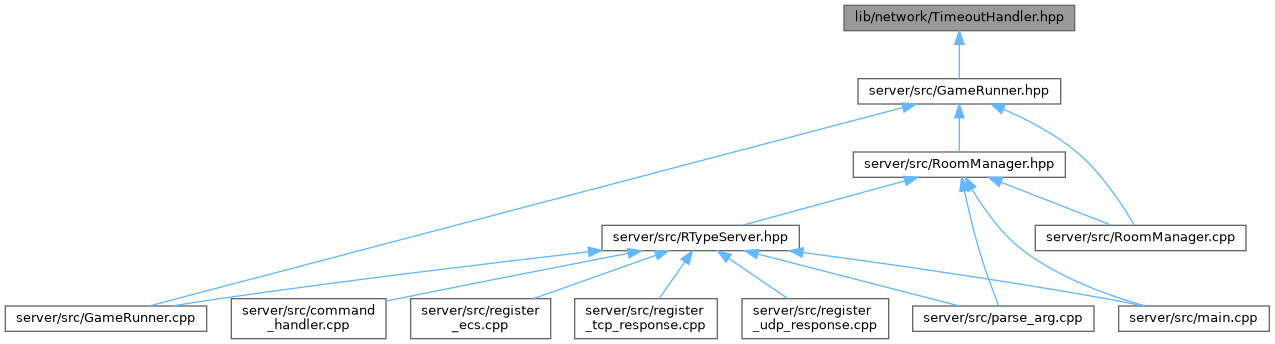 lib/network/TimeoutHandler.hpp
server/src/GameRunner.hpp
server/src/RoomManager.hpp
server/src/RTypeServer.hpp
server/src/RoomManager.cpp
server/src/GameRunner.cpp
server/src/command
_handler.cpp
server/src/register
_ecs.cpp
server/src/register
_tcp_response.cpp
server/src/register
_udp_response.cpp
server/src/parse_arg.cpp
server/src/main.cpp